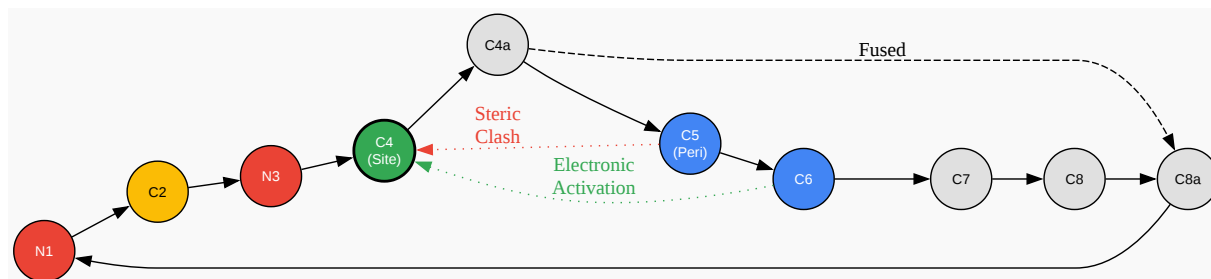 C4a
Fused
Steric
Clash
C4
(Site)
C5
(Peri)
Electronic
Activation
N3
C6
C7
C8
C8a
C2
N1